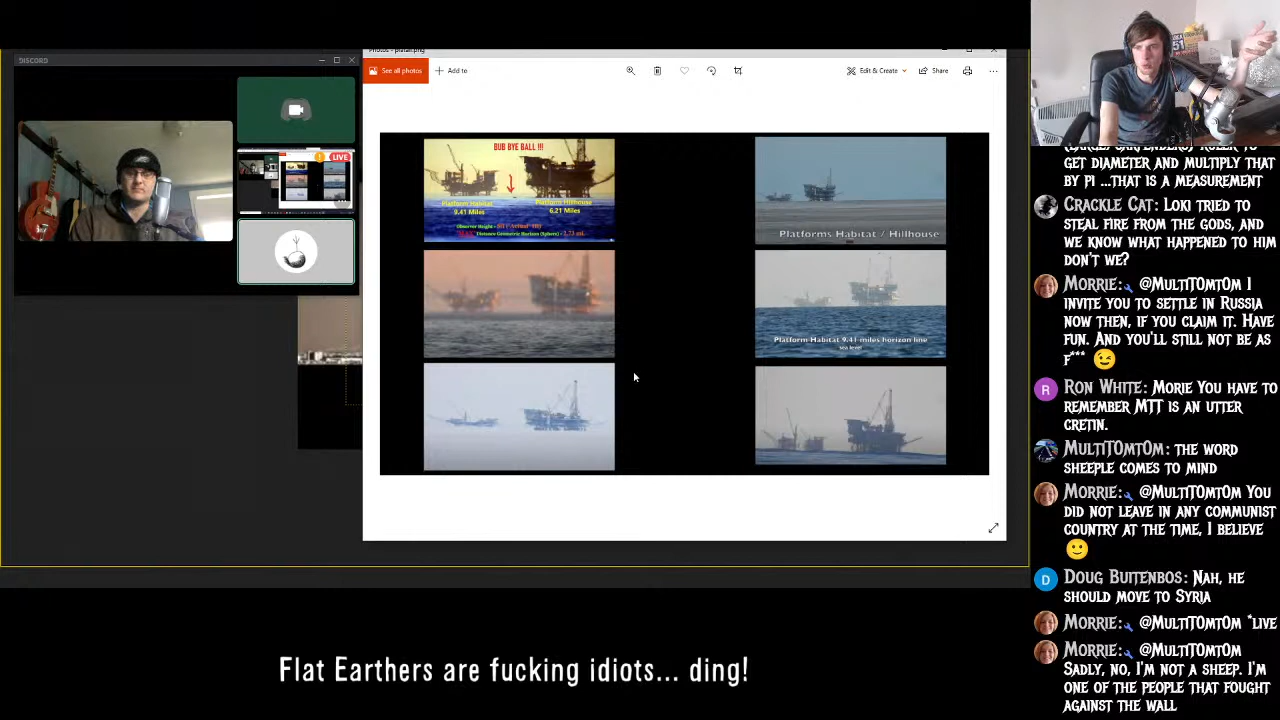 DISCORD
Photos - platali.png
See all photos
Add to
Edit & Create
Share
LIVE
BUB BYE BALL !!!
Platform Habitat
9.41 Miles
Platform Hillhouse
6.21 Miles
Platforms Habitat / Hillhouse
Platform Habitat 9.41 miles horizon line
sea level
Flat Earthers are fucking idiots... ding!
51
get diameter and multiply that
by pi ...that is a measurement
Crackle Cat: Loki tried to
steal fire from the gods, and
we know what happened to him
don't we?
Morrie: @MultiTomtOm I
invite you to settle in Russia
now then, if you claim it. Have
fun. And you'll still not be as
f*** 😉
R
Ron White: Morie You have to
remember MTT is an utter
cretin.
MultiTomtOm: the word
sheeple comes to mind
Morrie: @MultiTomtOm You
did not leave in any communist
country at the time, I believe
🙂
D
Doug Buitenbos: Nah, he
should move to Syria
Morrie: @MultiTomtOm *live
Morrie: @MultiTomtOm
Sadly, no, I'm not a sheep. I'm
one of the people that fought
against the wall